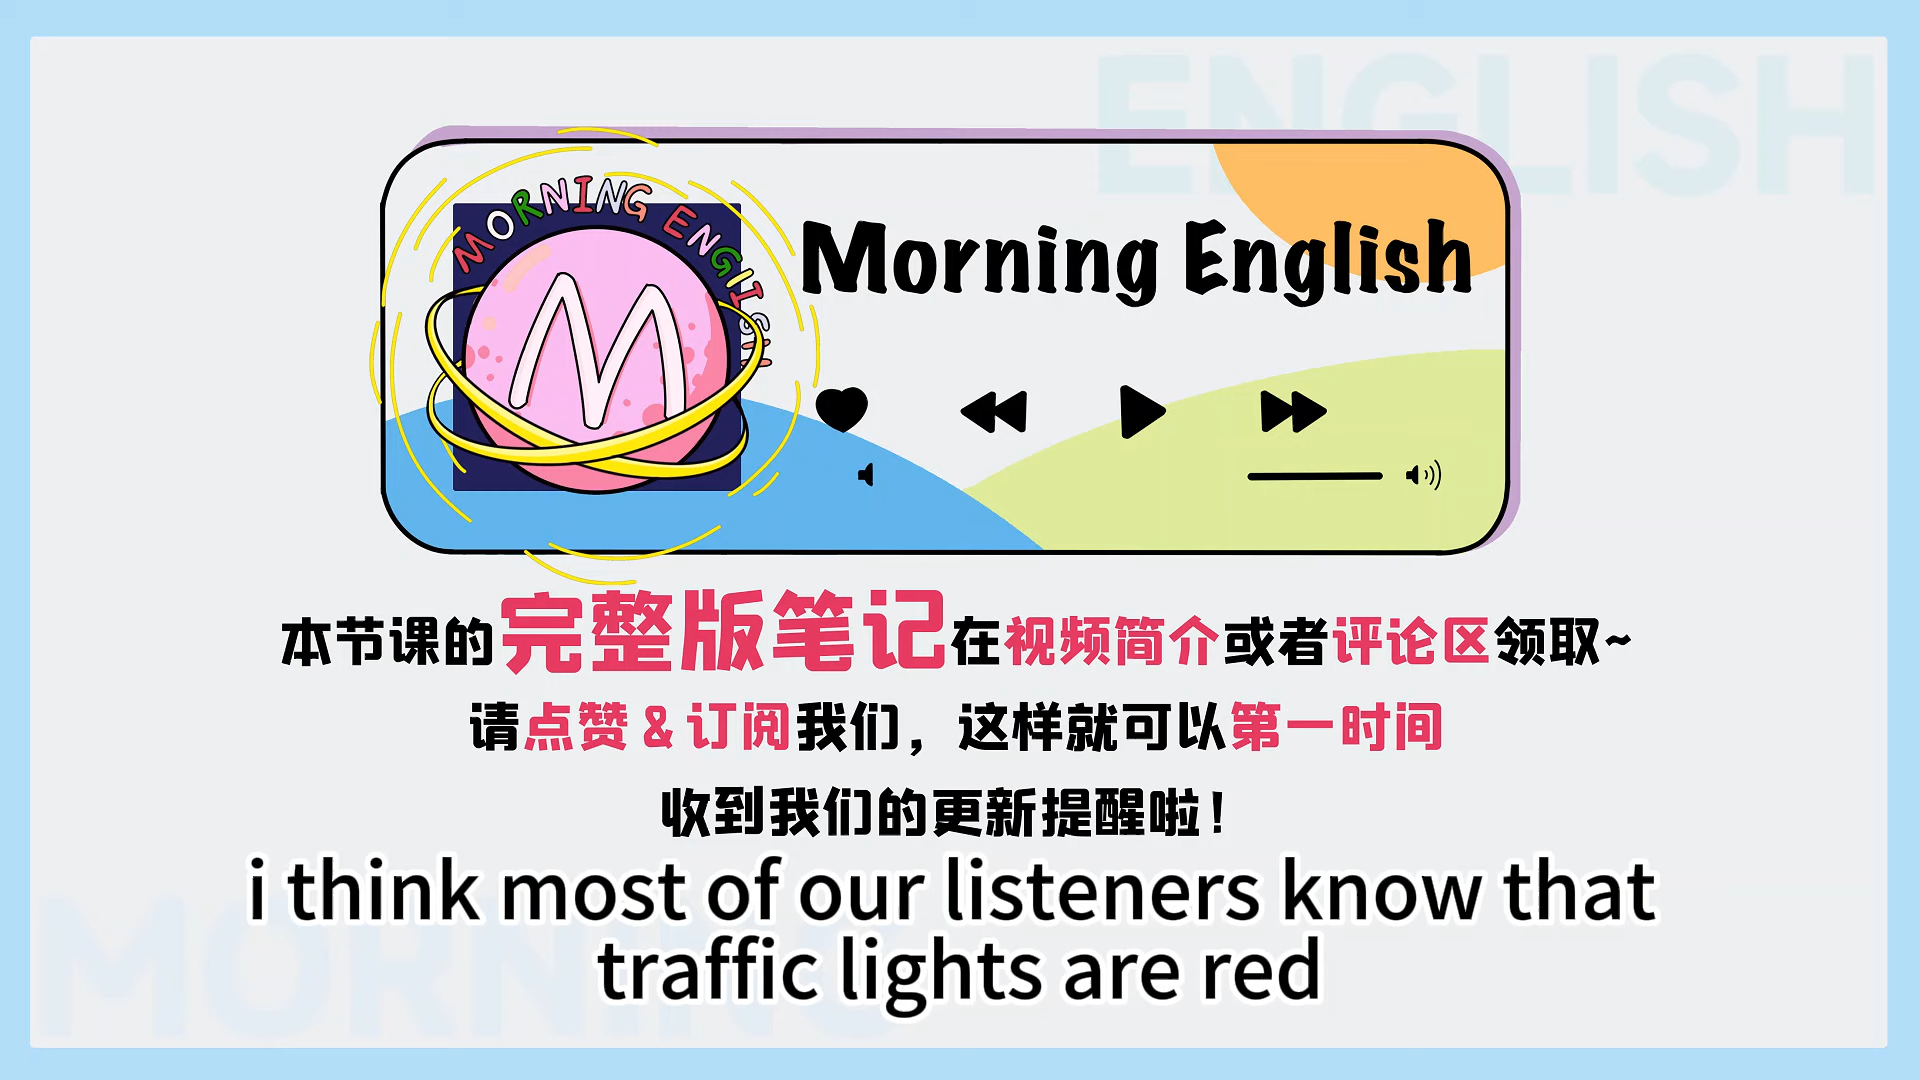 ENGLISH
MORNING ENGLISH
M
Morning English
本节课的完整版笔记在视频简介或者评论区领取~
请点赞&订阅我们，这样就可以第一时间
收到我们的更新提醒啦！
MORNING
i think most of our listeners know that
traffic lights are red